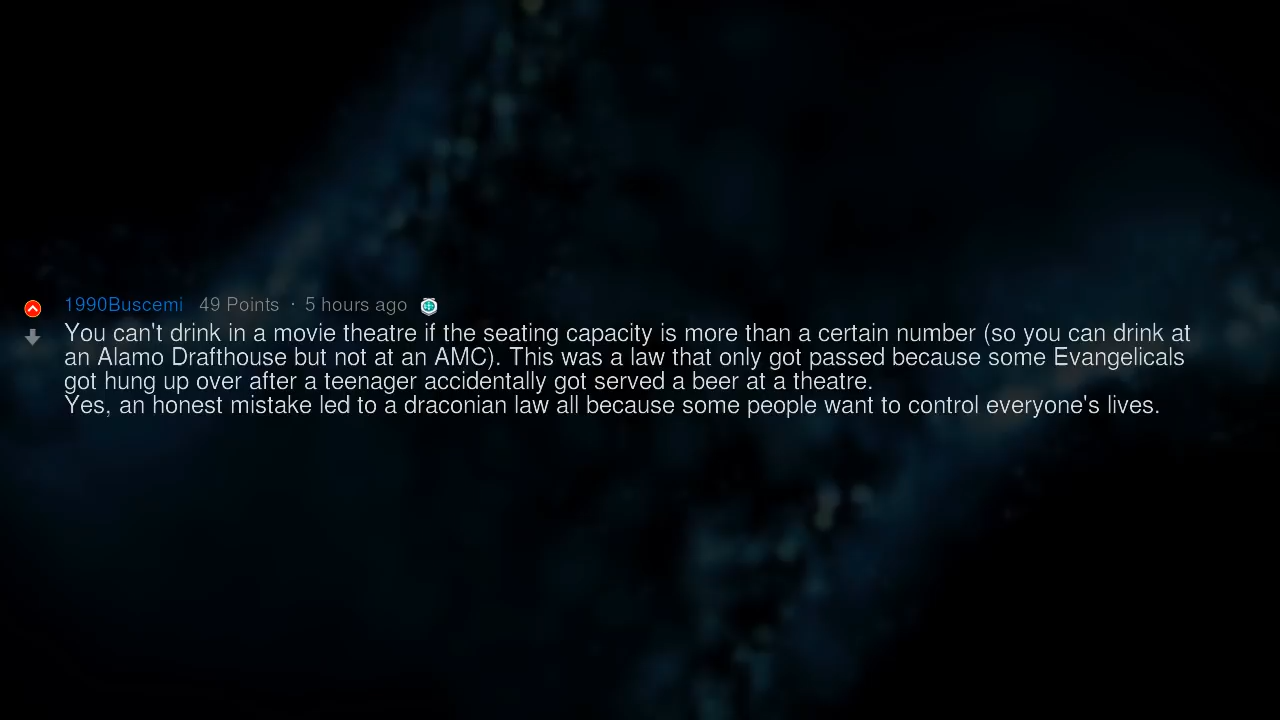 1990Buscemi 49 Points · 5 hours ago
You can't drink in a movie theatre if the seating capacity is more than a certain number (so you can drink at
an Alamo Drafthouse but not at an AMC). This was a law that only got passed because some Evangelicals
got hung up over after a teenager accidentally got served a beer at a theatre.
Yes, an honest mistake led to a draconian law all because some people want to control everyone's lives.